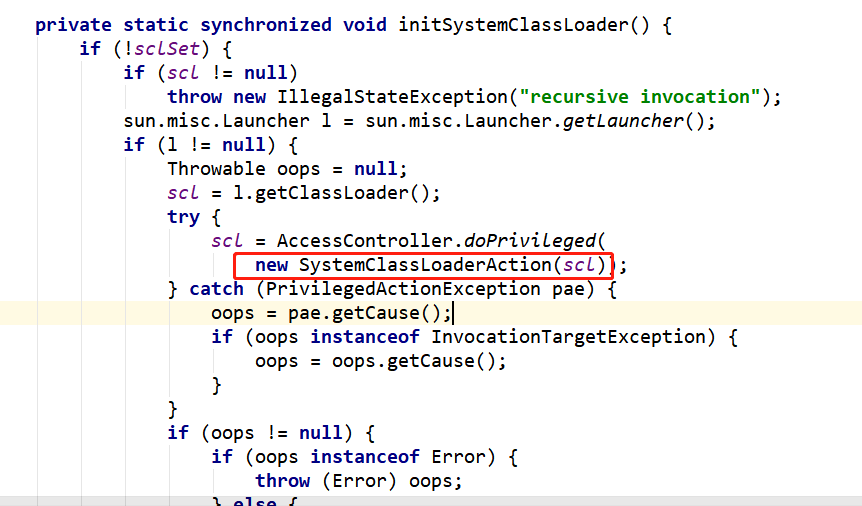 private static synchronized void initSystemClassLoader() {
if (!sclSet) {
if (scl != null)
throw new IllegalStateException("recursive invocation");
sun.misc.Launcher l = sun.misc.Launcher.getLauncher();
if (l != null) {
Throwable oops = null;
scl = l.getClassLoader();
try {
scl = AccessController.doPrivileged(
new SystemClassLoaderAction(scl));
} catch (PrivilegedActionException pae) {
oops = pae.getCause();
if (oops instanceof InvocationTargetException) {
oops = oops.getCause();
}
}
if (oops != null) {
if (oops instanceof Error) {
throw (Error) oops;
} else {